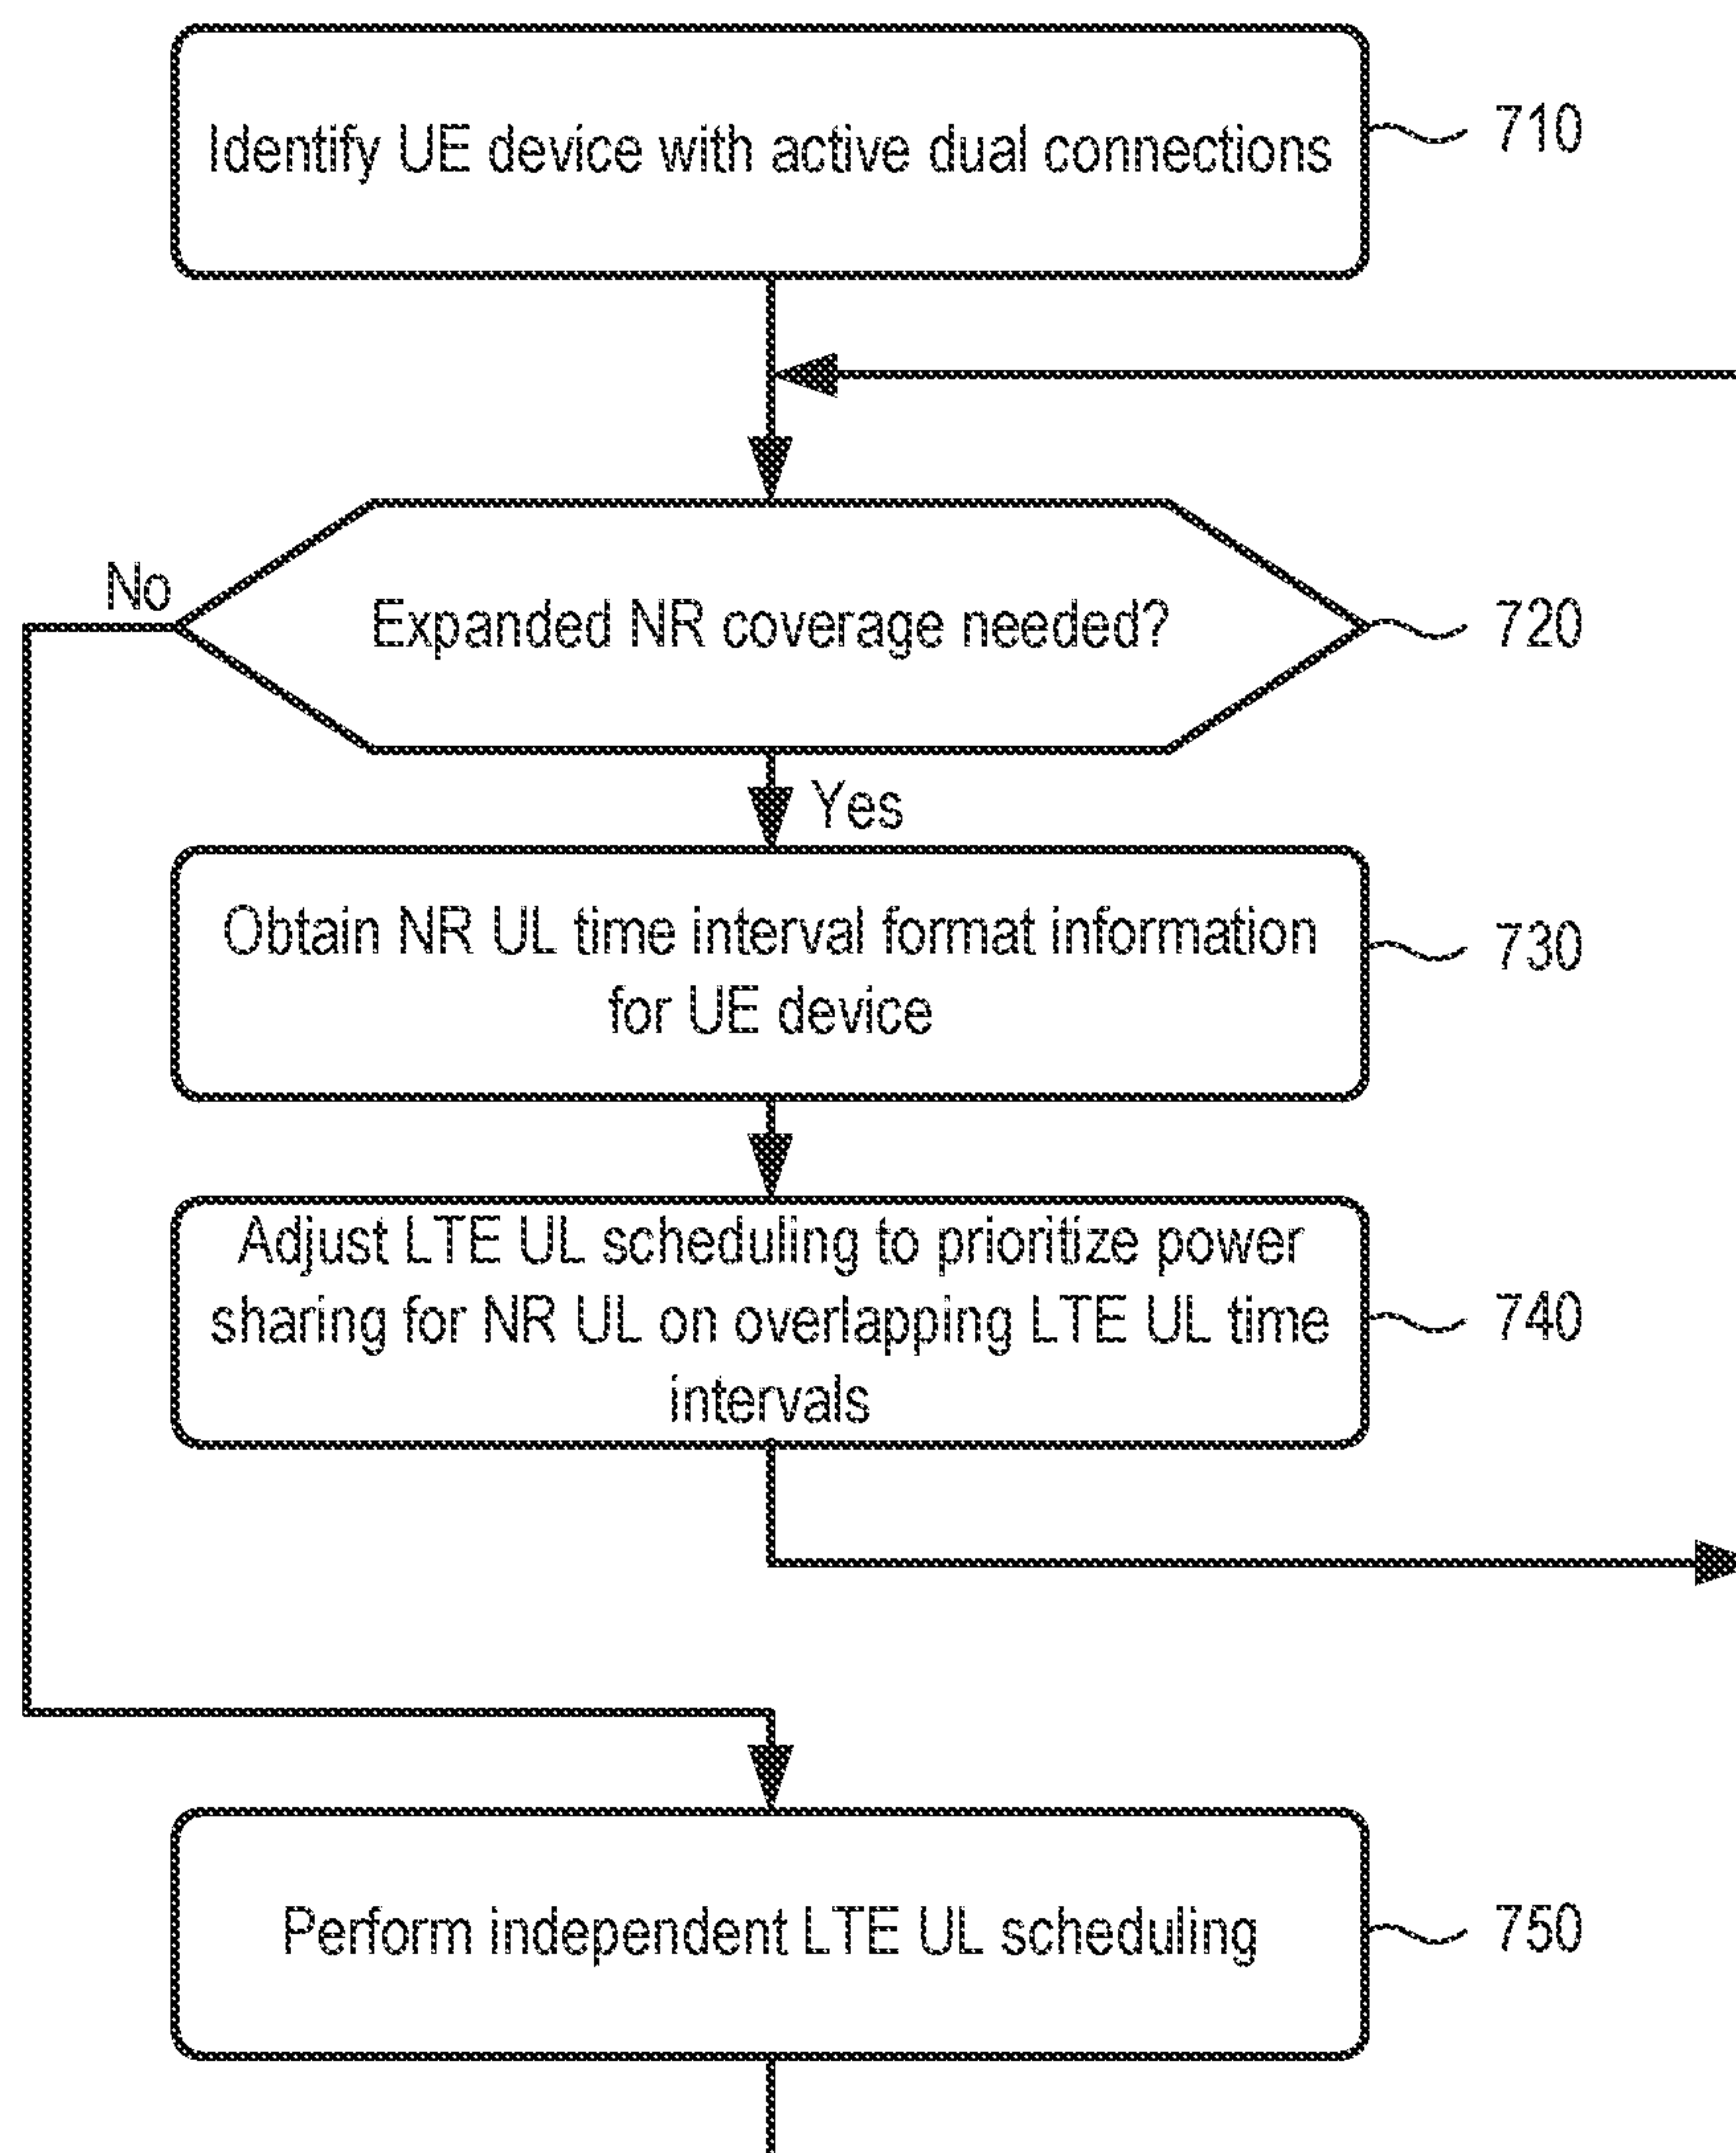 Identify UE device with active dual connections
710
No
Expanded NR coverage needed?
720
Yes
Obtain NR UL time interval format information
for UE device
730
Adjust LTE UL scheduling to prioritize power
sharing for NR UL on overlapping LTE UL time
intervals
740
Perform independent LTE UL scheduling
750